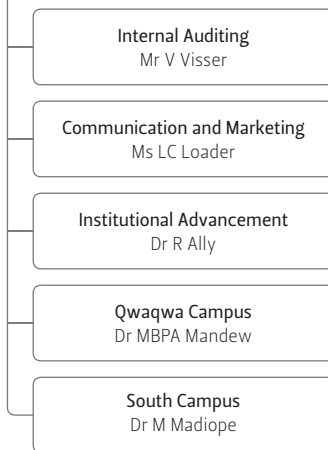 Internal Auditing
Mr V Visser
Communication and Marketing
Ms LC Loader
Institutional Advancement
Dr R Ally
Qwaqwa Campus
Dr MBPA Mandew
South Campus
Dr M Madiope